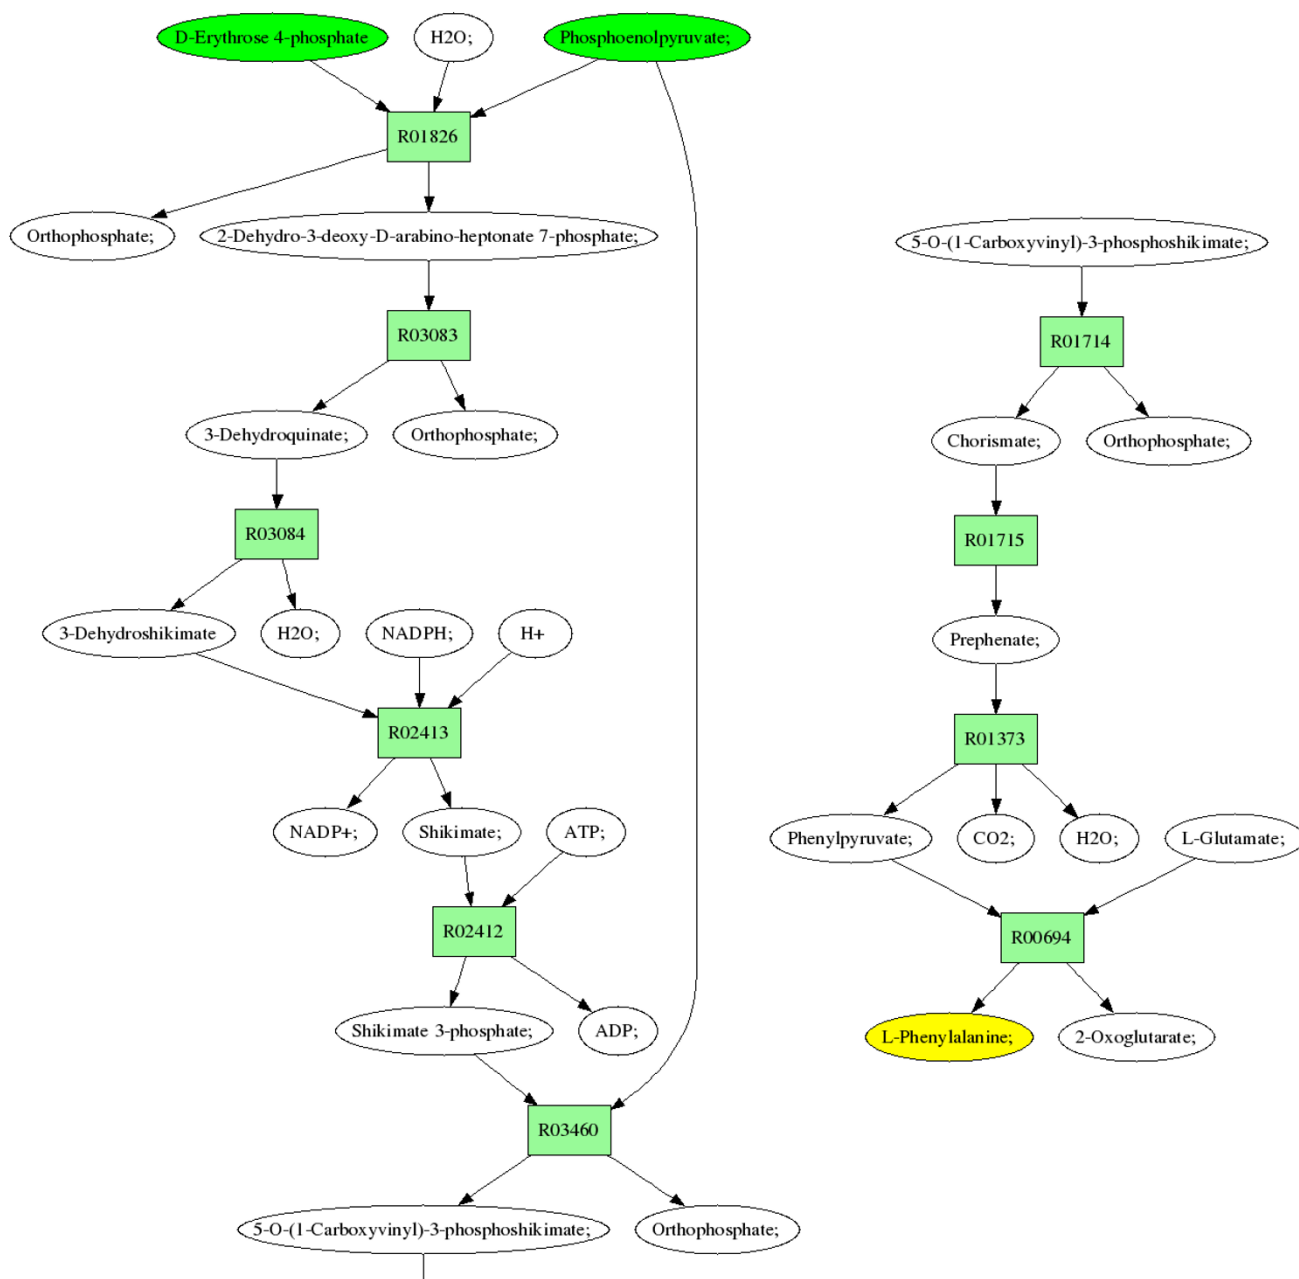 D-Erythrose 4-phosphate
H2O;
Phosphoenolpyruvate;
R01826
Orthophosphate;
2-Dehydro-3-deoxy-D-arabino-heptonate 7-phosphate;
R03083
3-Dehydroquinate;
Orthophosphate;
R03084
3-Dehydroshikimate
H2O;
NADPH;
H+
R02413
NADP+;
Shikimate;
ATP;
R02412
Shikimate 3-phosphate;
ADP;
R03460
5-O-(1-Carboxyvinyl)-3-phosphoshikimate;
Orthophosphate;
5-O-(1-Carboxyvinyl)-3-phosphoshikimate;
R01714
Chorismate;
Orthophosphate;
R01715
Prephenate;
R01373
Phenylpyruvate;
CO2;
H2O;
L-Glutamate;
R00694
L-Phenylalanine;
2-Oxoglutarate;